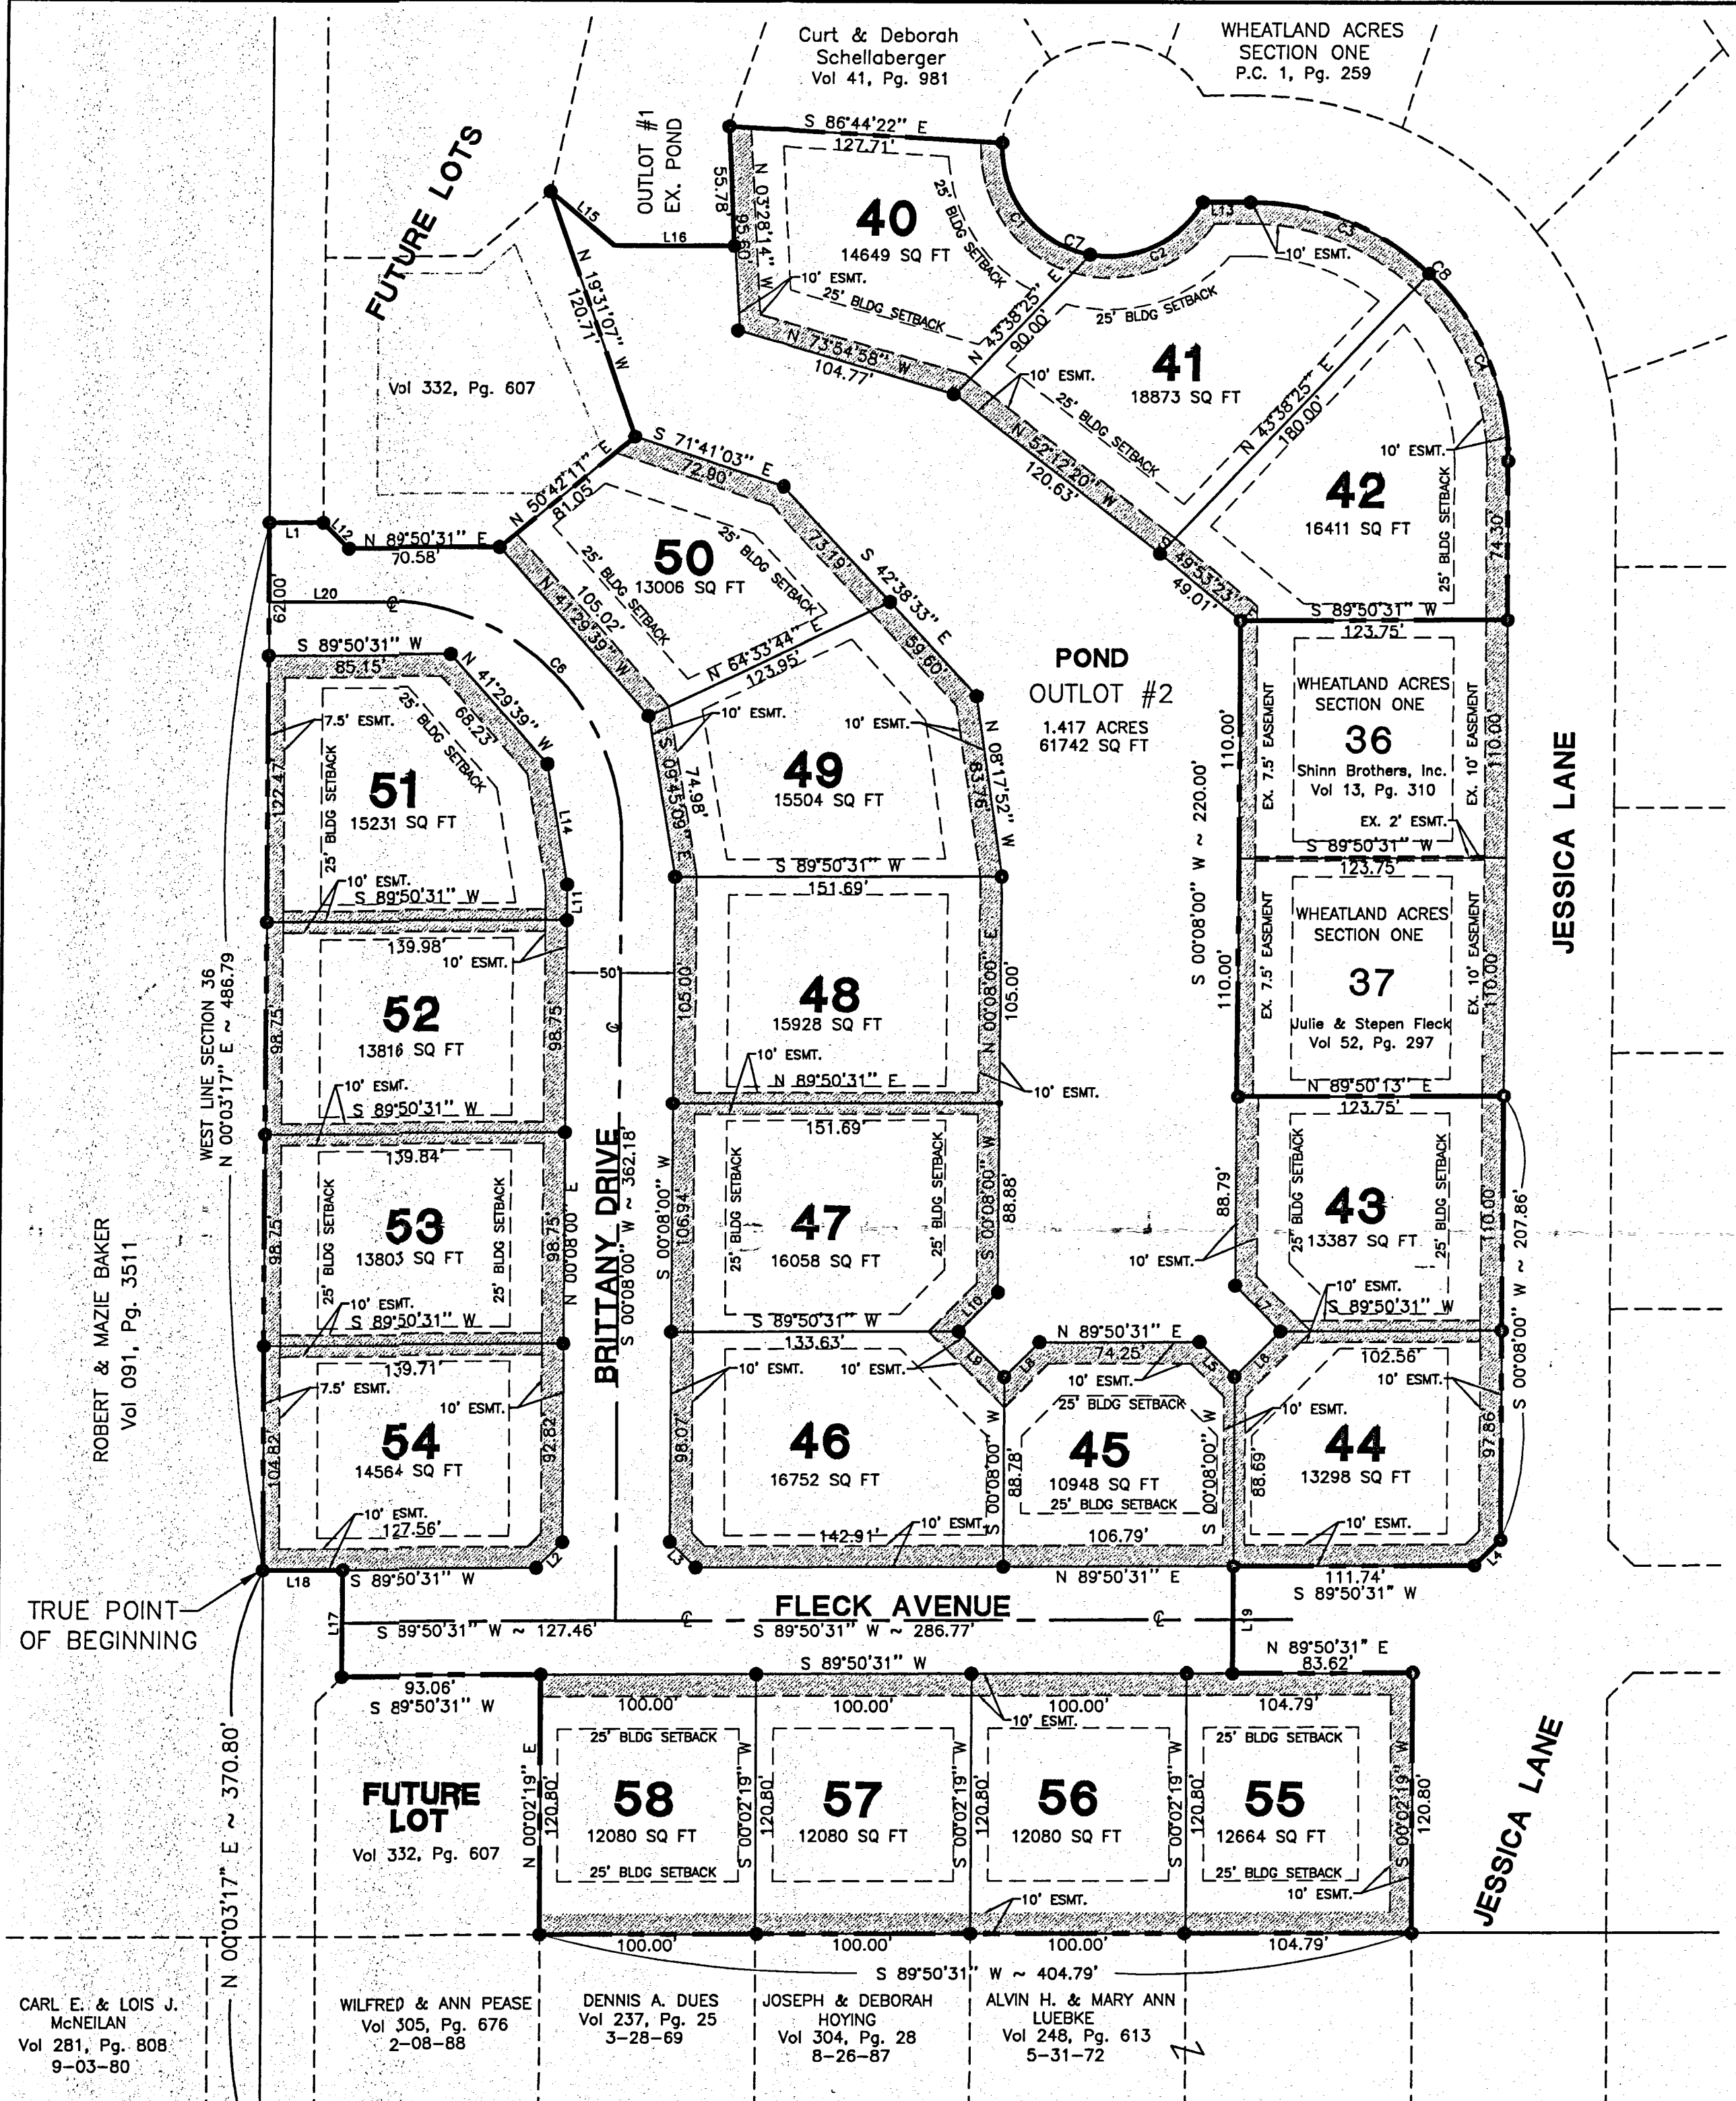 Curt & Deborah
Schellaberger
Vol 41, Pg. 981
WHEATLAND ACRES
SECTION ONE
P.C. 1, Pg. 259
FUTURE LOTS
Vol 332, Pg. 607
OUTLOT #1
EX. POND
L15
L16
N 19°31'07" W
120.71'
S 86°44'22" E
127.71'
55.78'
N 03°28'14" W
95.60'
40
14649 SQ FT
25' BLDG SETBACK
25' BLDG SETBACK
10' ESMT.
N 73°54'58" W
104.77'
C1
C7
C2
L13
C3
C8
C4
10' ESMT.
N 43°38'25" E
90.00'
25' BLDG SETBACK
41
18873 SQ FT
10' ESMT.
25' BLDG SETBACK
N 52°12'20" W
120.63'
N 43°38'25" E
180.00'
42
16411 SQ FT
10' ESMT.
25' BLDG SETBACK
74.30'
S 49°53'23" E
49.01'
S 89°50'31" W
123.75'
L1
L12
N 89°50'31" E
70.58'
N 50°42'11" E
81.05'
S 71°41'03" E
72.90'
50
13006 SQ FT
25' BLDG SETBACK
25' BLDG SETBACK
73.19'
S 42°38'33" E
59.60'
N 41°29'39" W
105.02'
N 64°33'44" E
123.95'
62.00'
L20
℄
C6
S 89°50'31" W
85.15'
N 41°29'39" W
68.23'
7.5' ESMT.
25' BLDG SETBACK
25' BLDG SETBACK
51
15231 SQ FT
122.47'
L14
L11
10' ESMT.
S 89°50'31" W
139.98'
10' ESMT.
10' ESMT.
10' ESMT.
S 09°45'09" E
74.98'
49
15504 SQ FT
N 08°17'52" W
83.76'
S 89°50'31" W
151.69'
POND
OUTLOT #2
1.417 ACRES
61742 SQ FT
S 00°08'00" W ~ 220.00'
110.00'
110.00'
EX. 7.5' EASEMENT
WHEATLAND ACRES
SECTION ONE
36
Shinn Brothers, Inc.
Vol 13, Pg. 310
EX. 10' EASEMENT
110.00'
EX. 2' ESMT.
S 89°50'31" W
123.75'
JESSICA LANE
EX. 7.5' EASEMENT
WHEATLAND ACRES
SECTION ONE
37
Julie & Stepen Fleck
Vol 52, Pg. 297
EX. 10' EASEMENT
110.00'
N 89°50'13" E
123.75'
WEST LINE SECTION 36
N 00°03'17" E ~ 486.79
98.75'
52
13816 SQ FT
98.75'
50'
℄
10' ESMT.
S 89°50'31" W
139.84'
105.00'
48
15928 SQ FT
N 00°08'00" E
105.00'
10' ESMT.
10' ESMT.
N 89°50'31" E
151.69'
ROBERT & MAZIE BAKER
Vol 091, Pg. 3511
98.75'
25' BLDG SETBACK
53
13803 SQ FT
25' BLDG SETBACK
98.75'
N 00°08'00" E
10' ESMT.
S 89°50'31" W
139.71'
BRITTANY DRIVE
S 00°08'00" W ~ 362.18'
S 00°08'00" W
106.94'
25' BLDG SETBACK
47
16058 SQ FT
25' BLDG SETBACK
S 00°08'00" W
88.88'
L10
S 89°50'31" W
133.63'
88.79'
10' ESMT.
25' BLDG SETBACK
43
13387 SQ FT
25' BLDG SETBACK
110.00'
L7
10' ESMT.
S 89°50'31" W
102.56'
S 00°08'00" W ~ 207.86'
7.5' ESMT.
10' ESMT.
104.82'
54
14564 SQ FT
92.82'
10' ESMT.
127.56'
L2
10' ESMT.
10' ESMT.
L9
L8
98.07'
46
16752 SQ FT
142.91'
10' ESMT.
L3
S 00°08'00" W
88.78'
N 89°50'31" E
74.25'
L5
10' ESMT.
25' BLDG SETBACK
45
10948 SQ FT
25' BLDG SETBACK
106.79'
S 00°08'00" W
L6
10' ESMT.
10' ESMT.
88.69'
44
13298 SQ FT
97.86'
10' ESMT.
L4
111.74'
S 89°50'31" W
TRUE POINT
OF BEGINNING
L18
S 89°50'31" W
N 89°50'31" E
L17
S 89°50'31" W ~ 127.46'
℄
FLECK AVENUE
S 89°50'31" W ~ 286.77'
℄
L19
N 89°50'31" E
83.62'
S 89°50'31" W
93.06'
S 89°50'31" W
100.00'
100.00'
100.00'
104.79'
10' ESMT.
N 00°03'17" E ~ 370.80'
FUTURE
LOT
Vol 332, Pg. 607
N 00°02'19" E
120.80'
25' BLDG SETBACK
58
12080 SQ FT
25' BLDG SETBACK
S 00°02'19" W
120.80'
57
12080 SQ FT
S 00°02'19" W
120.80'
56
12080 SQ FT
10' ESMT.
S 00°02'19" W
120.80'
25' BLDG SETBACK
55
12664 SQ FT
25' BLDG SETBACK
10' ESMT.
S 00°02'19" W
120.80'
JESSICA LANE
100.00'
100.00'
100.00'
104.79'
S 89°50'31" W ~ 404.79'
CARL E. & LOIS J.
McNEILAN
Vol 281, Pg. 808
9-03-80
WILFRED & ANN PEASE
Vol 305, Pg. 676
2-08-88
DENNIS A. DUES
Vol 237, Pg. 25
3-28-69
JOSEPH & DEBORAH
HOYING
Vol 304, Pg. 28
8-26-87
ALVIN H. & MARY ANN
LUEBKE
Vol 248, Pg. 613
5-31-72